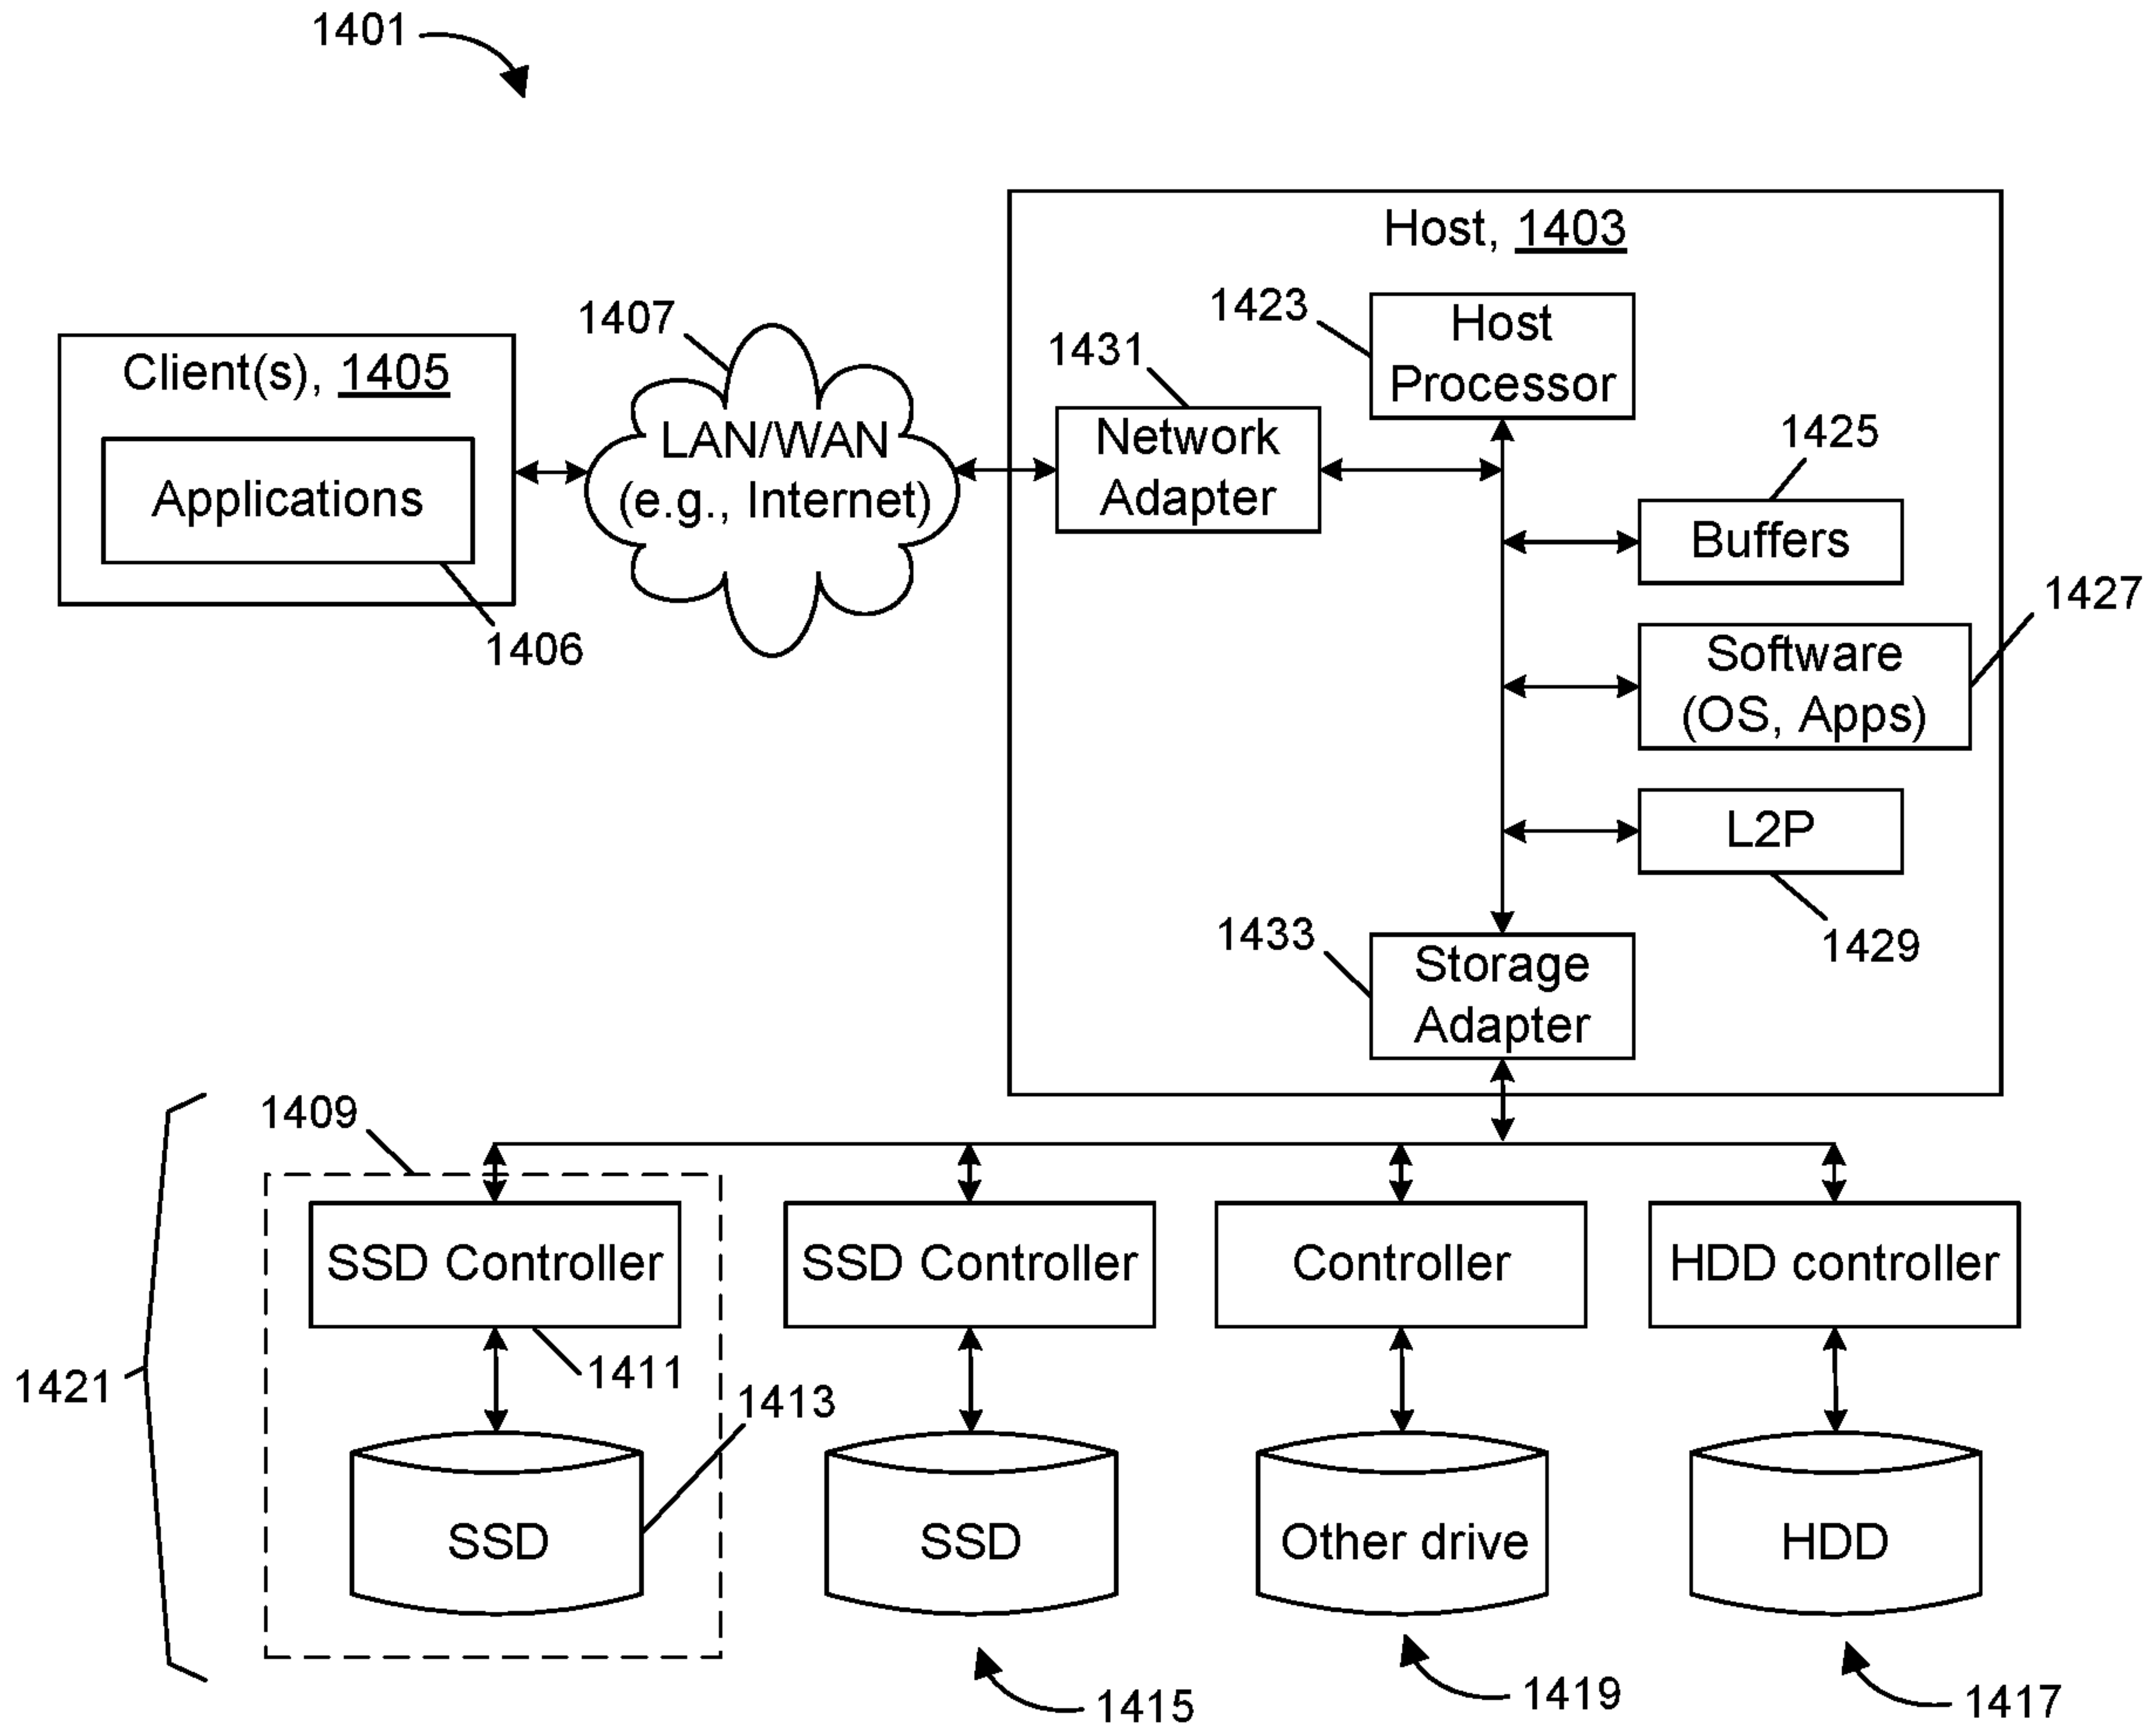 1401
Host, 1403
1423
Host
Processor
1407
1431
Client(s), 1405
Network
Adapter
1425
LAN/WAN
(e.g., Internet)
Applications
Buffers
1427
1406
Software
(OS, Apps)
L2P
1433
1429
Storage
Adapter
1409
SSD Controller
SSD Controller
Controller
HDD controller
1411
1421
1413
SSD
SSD
Other drive
HDD
1415
1419
1417